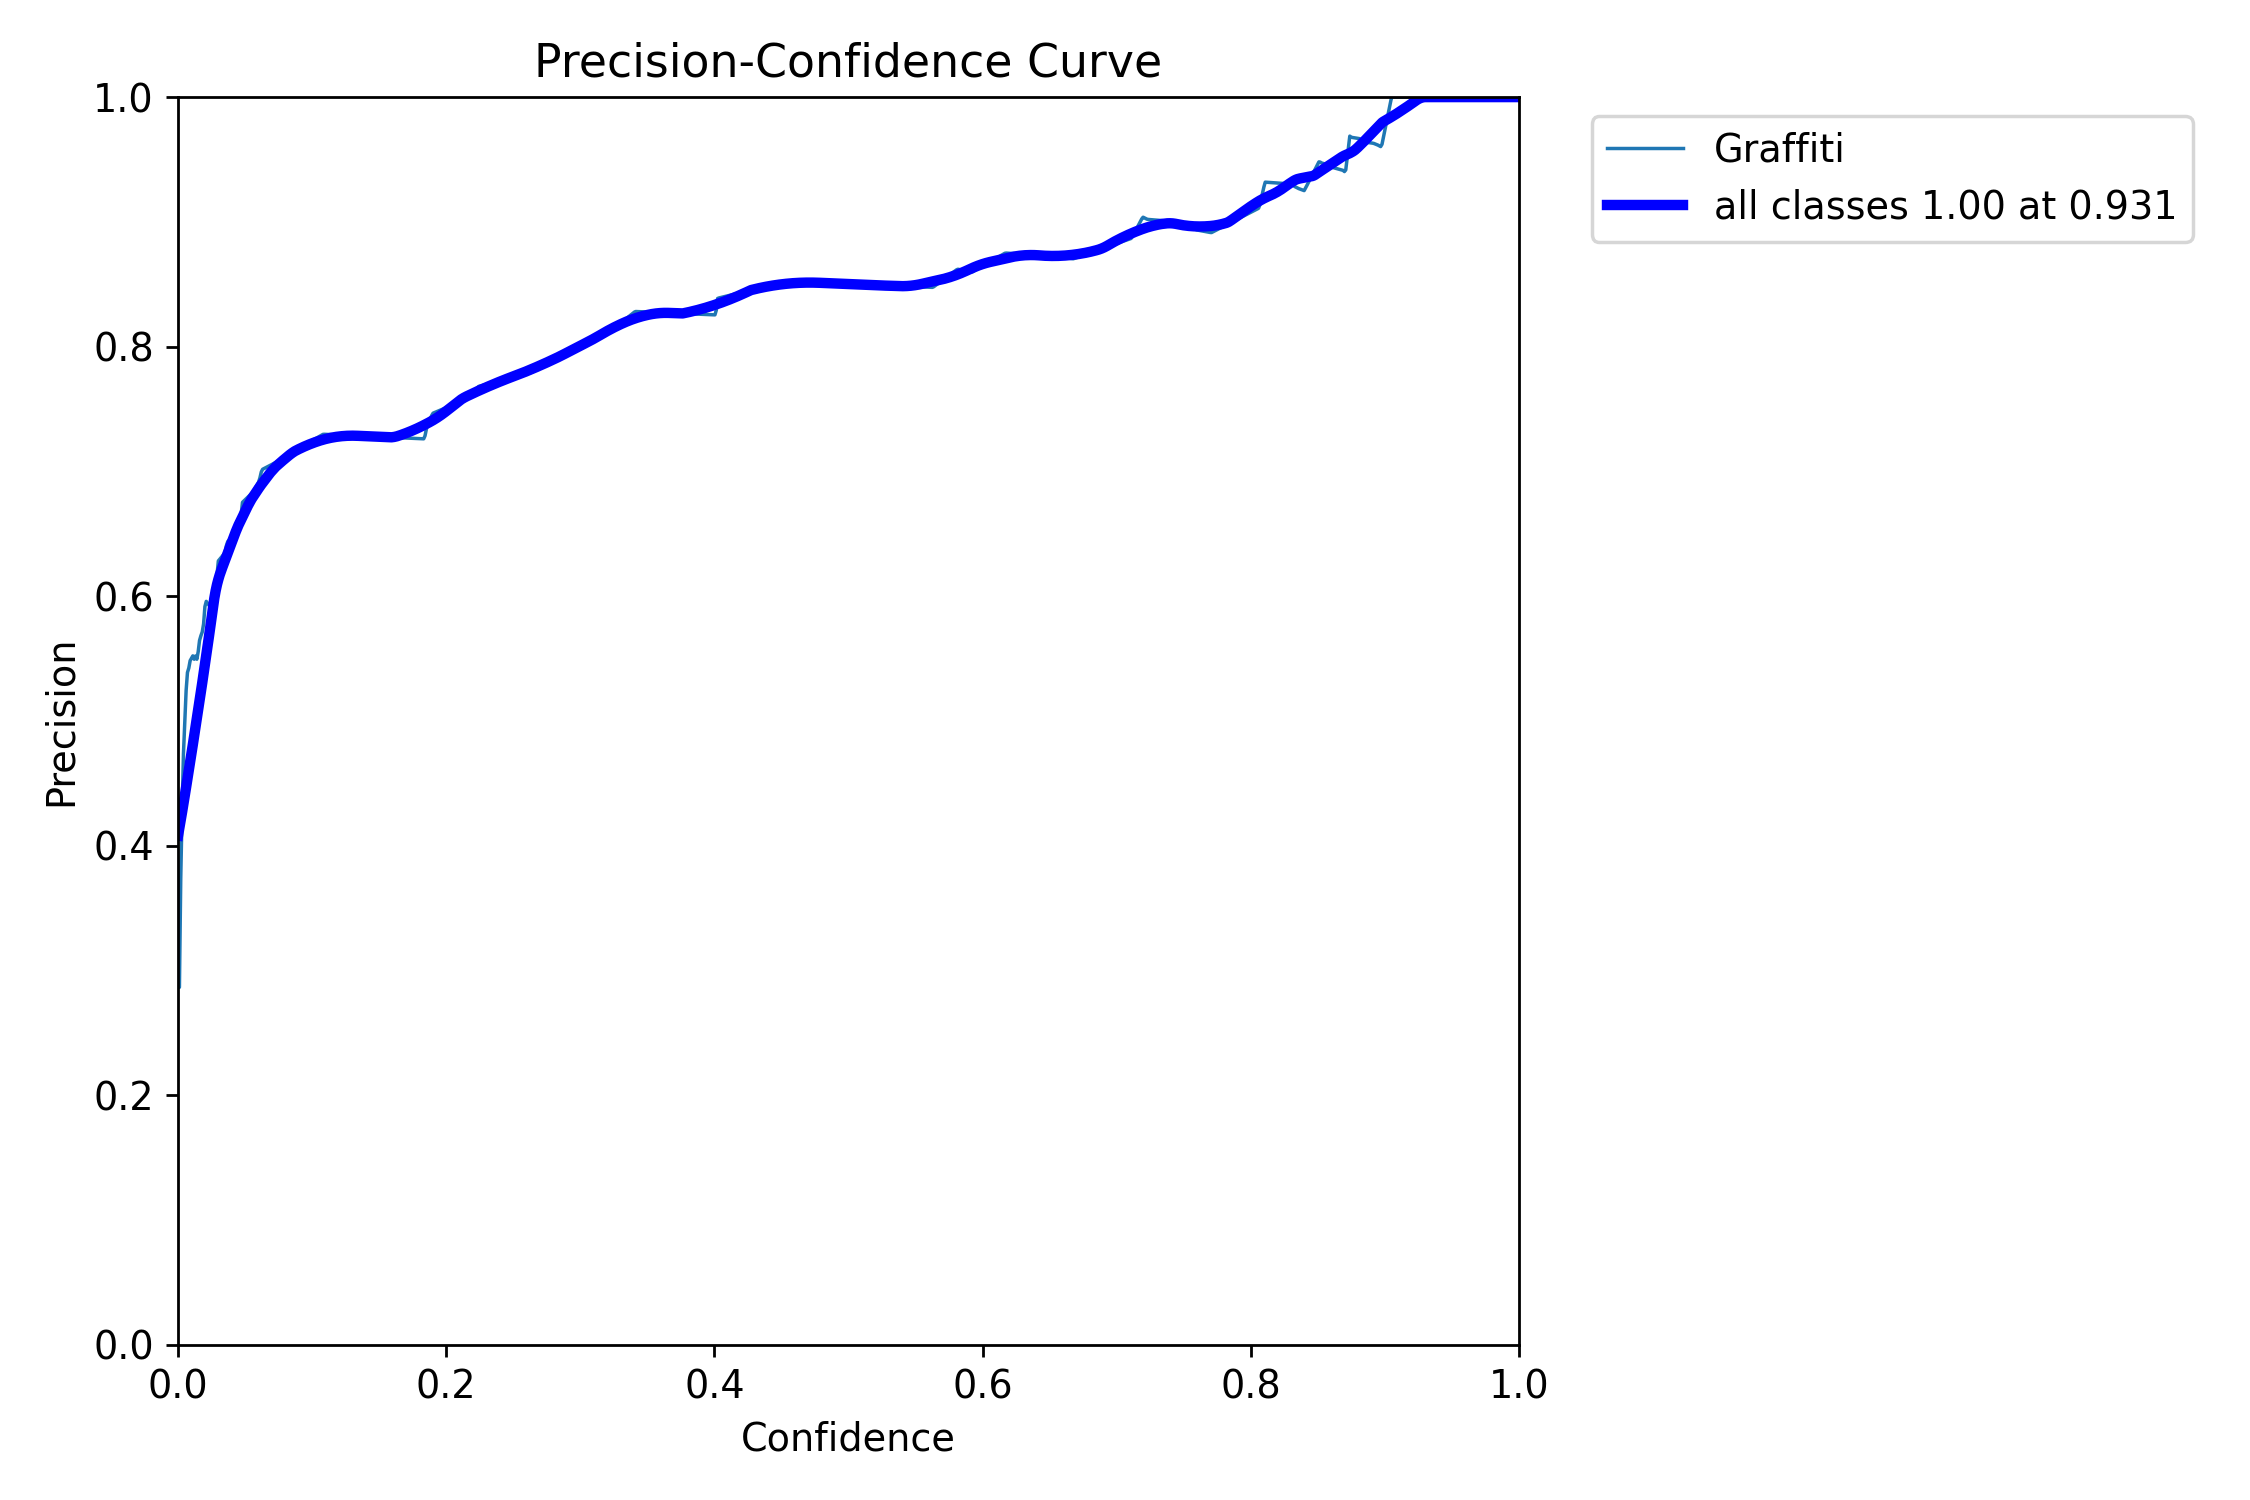 Precision-Confidence Curve
1.0
0.8
0.6
0.4
0.2
0.0
Precision
0.0 0.2 0.4 0.6 0.8 1.0
Confidence
Graffiti
all classes 1.00 at 0.931